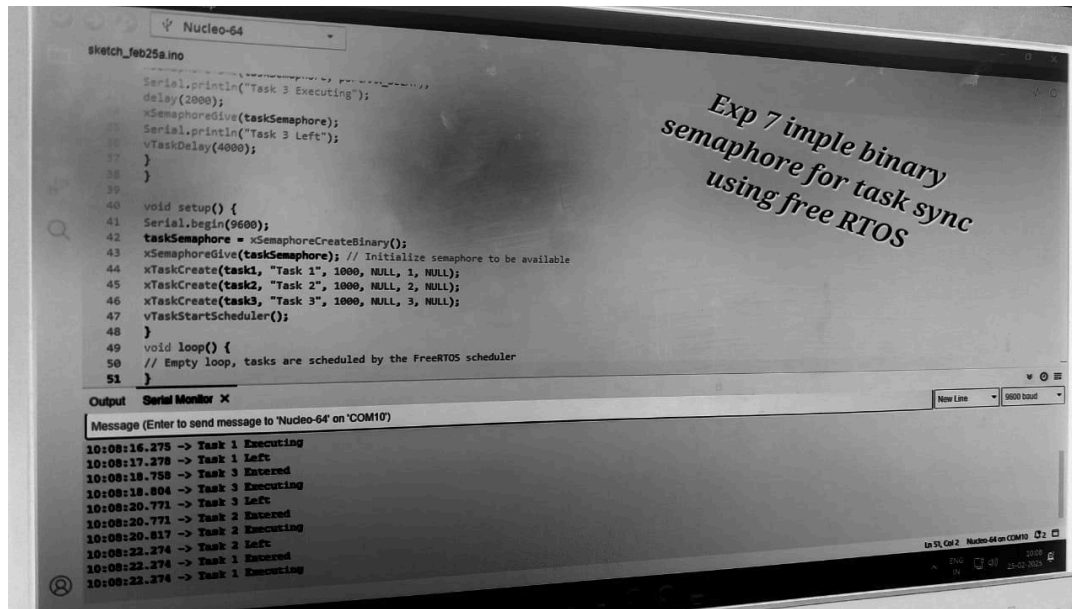 Nucleo-64
sketch_feb25a.ino
Serial.println("Task 3 Executing");
delay(2000);
xSemaphoreGive(taskSemaphore);
35 Serial.println("Task 3 Left");
36 vTaskDelay(4000);
37 }
38 }
39
40 void setup() {
41 Serial.begin(9600);
42 taskSemaphore = xSemaphoreCreateBinary();
43 xSemaphoreGive(taskSemaphore); // Initialize semaphore to be available
44 xTaskCreate(task1, "Task 1", 1000, NULL, 1, NULL);
45 xTaskCreate(task2, "Task 2", 1000, NULL, 2, NULL);
46 xTaskCreate(task3, "Task 3", 1000, NULL, 3, NULL);
47 vTaskStartScheduler();
48 }
49 void loop() {
50 // Empty loop, tasks are scheduled by the FreeRTOS scheduler
51 }
Exp 7 imple binary
semaphore for task sync
using free RTOS
Output Serial Monitor X
Message (Enter to send message to 'Nucleo-64' on 'COM10')
New Line 9600 baud
10:08:16.275 -> Task 1 Executing
10:08:17.278 -> Task 1 Left
10:08:18.758 -> Task 3 Entered
10:08:18.804 -> Task 3 Executing
10:08:20.771 -> Task 3 Left
10:08:20.771 -> Task 2 Entered
10:08:20.817 -> Task 2 Executing
10:08:22.274 -> Task 2 Left
10:08:22.274 -> Task 1 Entered
10:08:22.274 -> Task 1 Executing
Ln 51, Col 2 Nucleo-64 on COM10 2
ENG
IN
10:08
25-02-2025